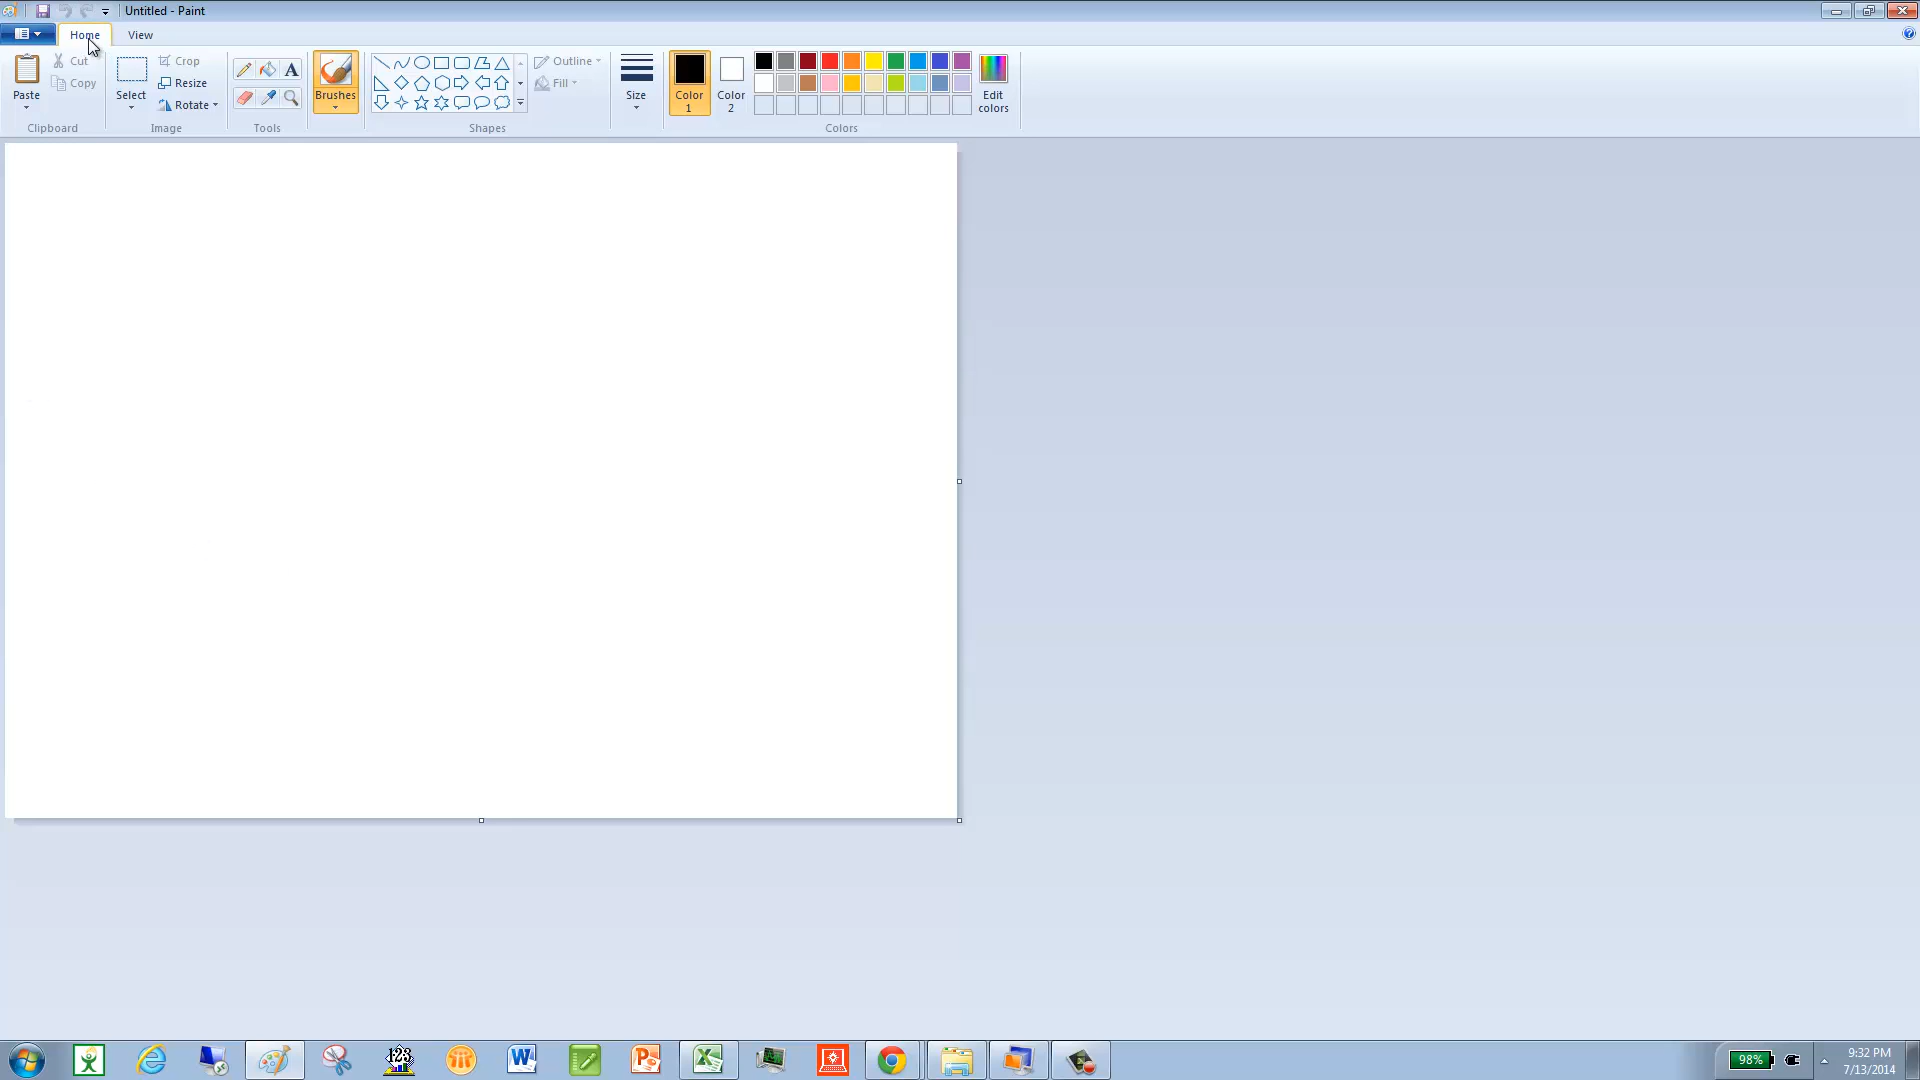 Untitled - Paint
Home
View
Paste
Cut
Copy
Clipboard
Select
Crop
Resize
Rotate
Image
A
Tools
Brushes
Shapes
Outline
Fill
Size
Color
1
Color
2
Edit
colors
Colors
123
W
P
X
98%
9:32 PM
7/13/2014